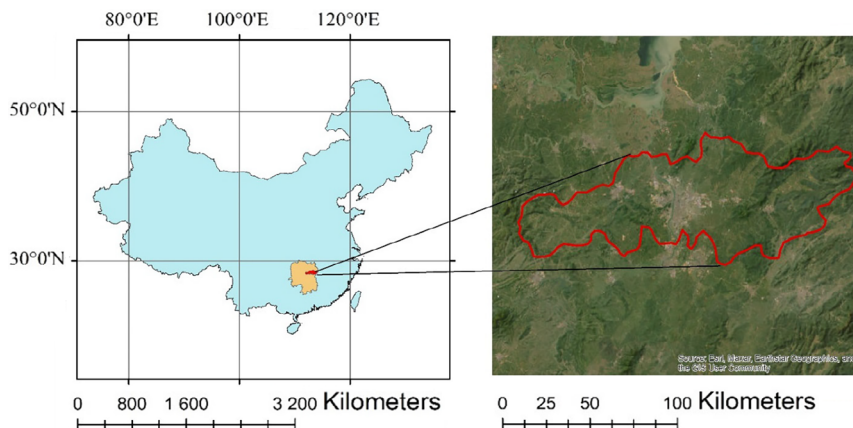 80°0'E 100°0'E 120°0'E
50°0'N
30°0'N
Source: Esri, Maxar, Earthstar Geographics, and
the GIS User Community
0 800 1 600 3 200 Kilometers
0 25 50 100 Kilometers